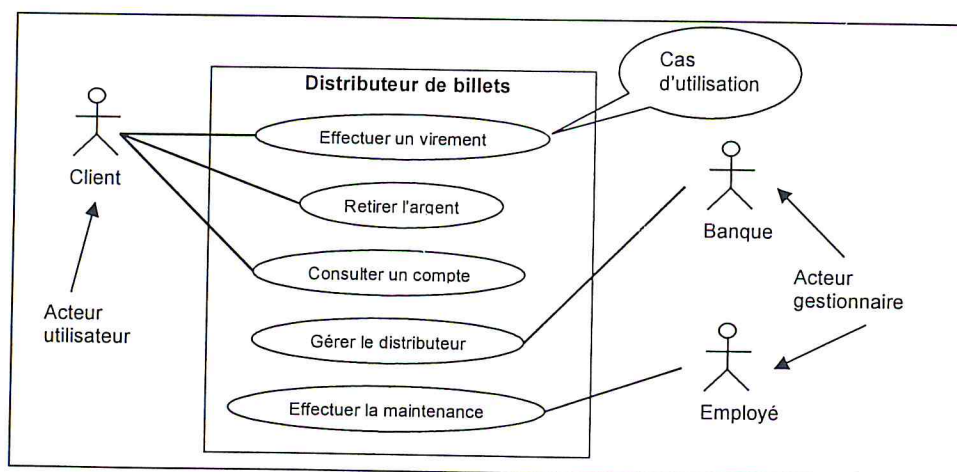 Cas
d'utilisation
Distributeur de billets
Effectuer un virement
Client
Retirer l'argent
Banque
Consulter un compte
Acteur
utilisateur
Acteur
gestionnaire
Gérer le distributeur
Effectuer la maintenance
Employé